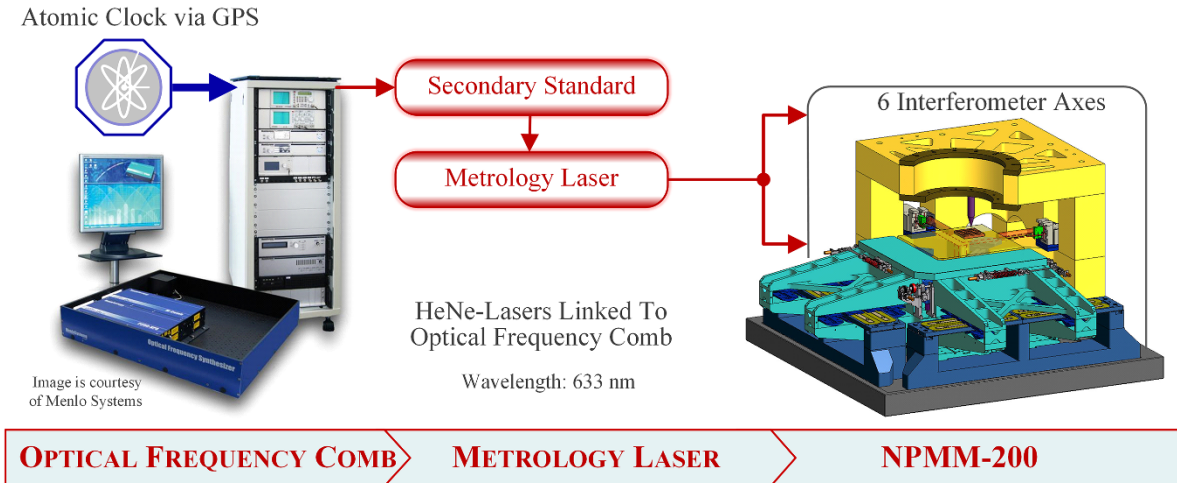 Atomic Clock via GPS
Secondary Standard
Metrology Laser
6 Interferometer Axes
HeNe-Lasers Linked To
Optical Frequency Comb
Wavelength: 633 nm
Optical Frequency Synthesizer
Image is courtesy
of Menlo Systems
OPTICAL FREQUENCY COMB
METROLOGY LASER
NPMM-200